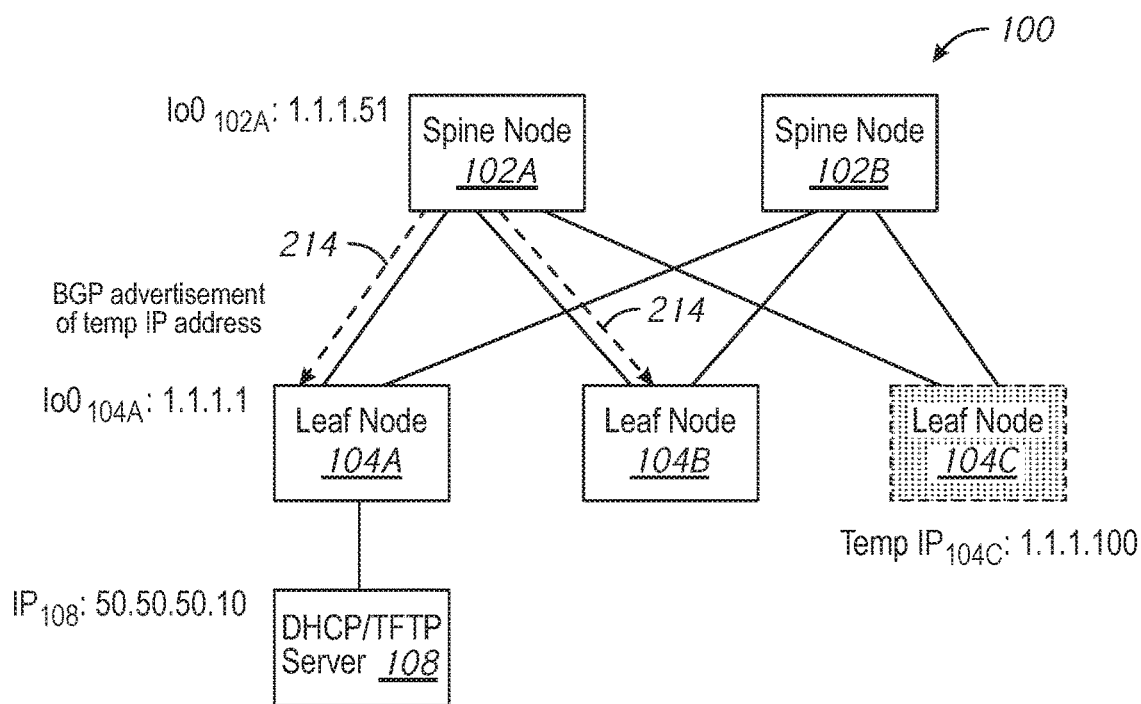 100
lo0 102A: 1.1.1.51
Spine Node
102A
Spine Node
102B
214
BGP advertisement
of temp IP address
214
lo0 104A: 1.1.1.1
Leaf Node
104A
Leaf Node
104B
Leaf Node
104C
Temp IP104C: 1.1.1.100
IP108: 50.50.50.10
DHCP/TFTP
Server 108